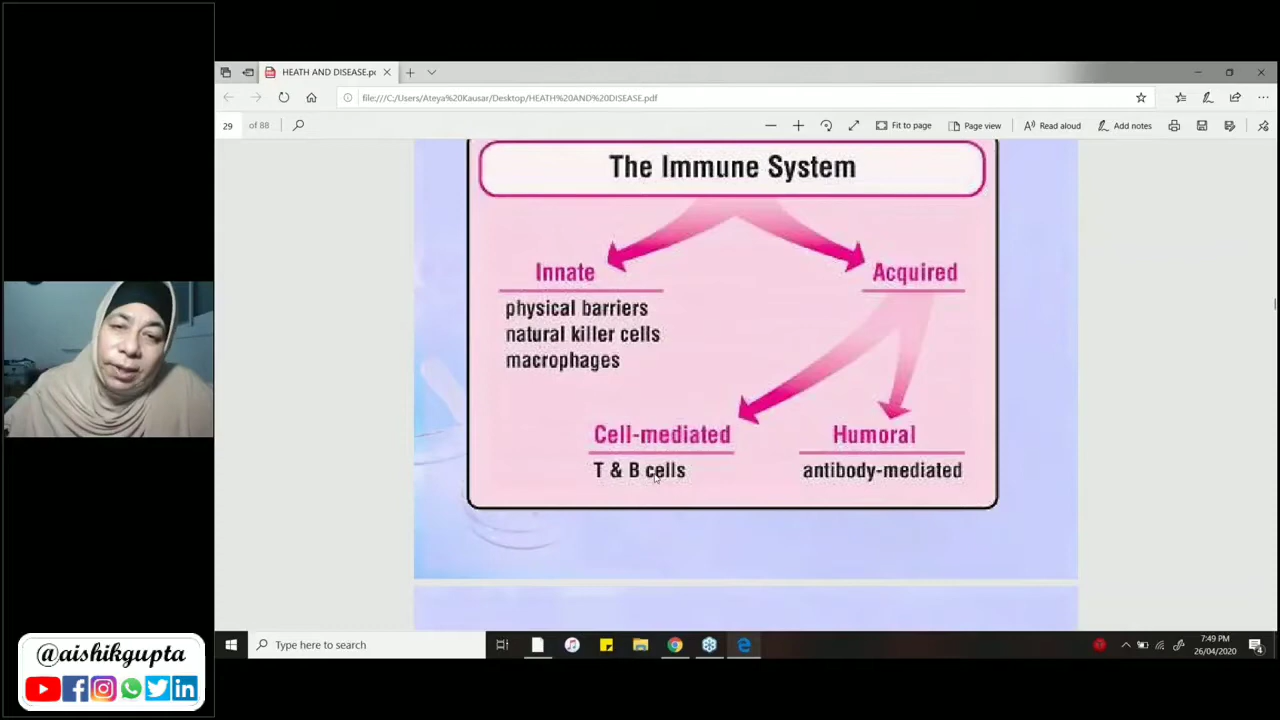 HEATH AND DISEASE.pc
file:///C:/Users/Ateya%20Kausar/Desktop/HEATH%20AND%20DISEASE.pdf
29 of 88
Fit to page
Page view
Read aloud
Add notes
The Immune System
Innate
physical barriers
natural killer cells
macrophages
Acquired
Cell-mediated
T & B cells
Humoral
antibody-mediated
@aishikgupta
Type here to search
7:49 PM
26/04/2020
4